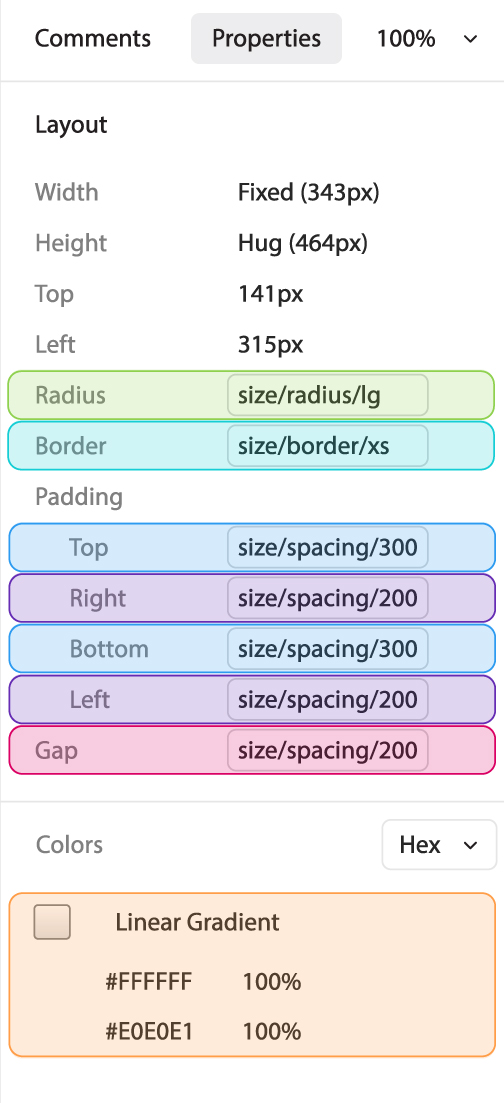 Comments Properties 100%
Layout
Width Fixed (343px)
Height Hug (464px)
Top 141px
Left 315px
Radius size/radius/lg
Border size/border/xs
Padding
Top size/spacing/300
Right size/spacing/200
Bottom size/spacing/300
Left size/spacing/200
Gap size/spacing/200
Colors Hex
Linear Gradient
#FFFFFF 100%
#E0E0E1 100%